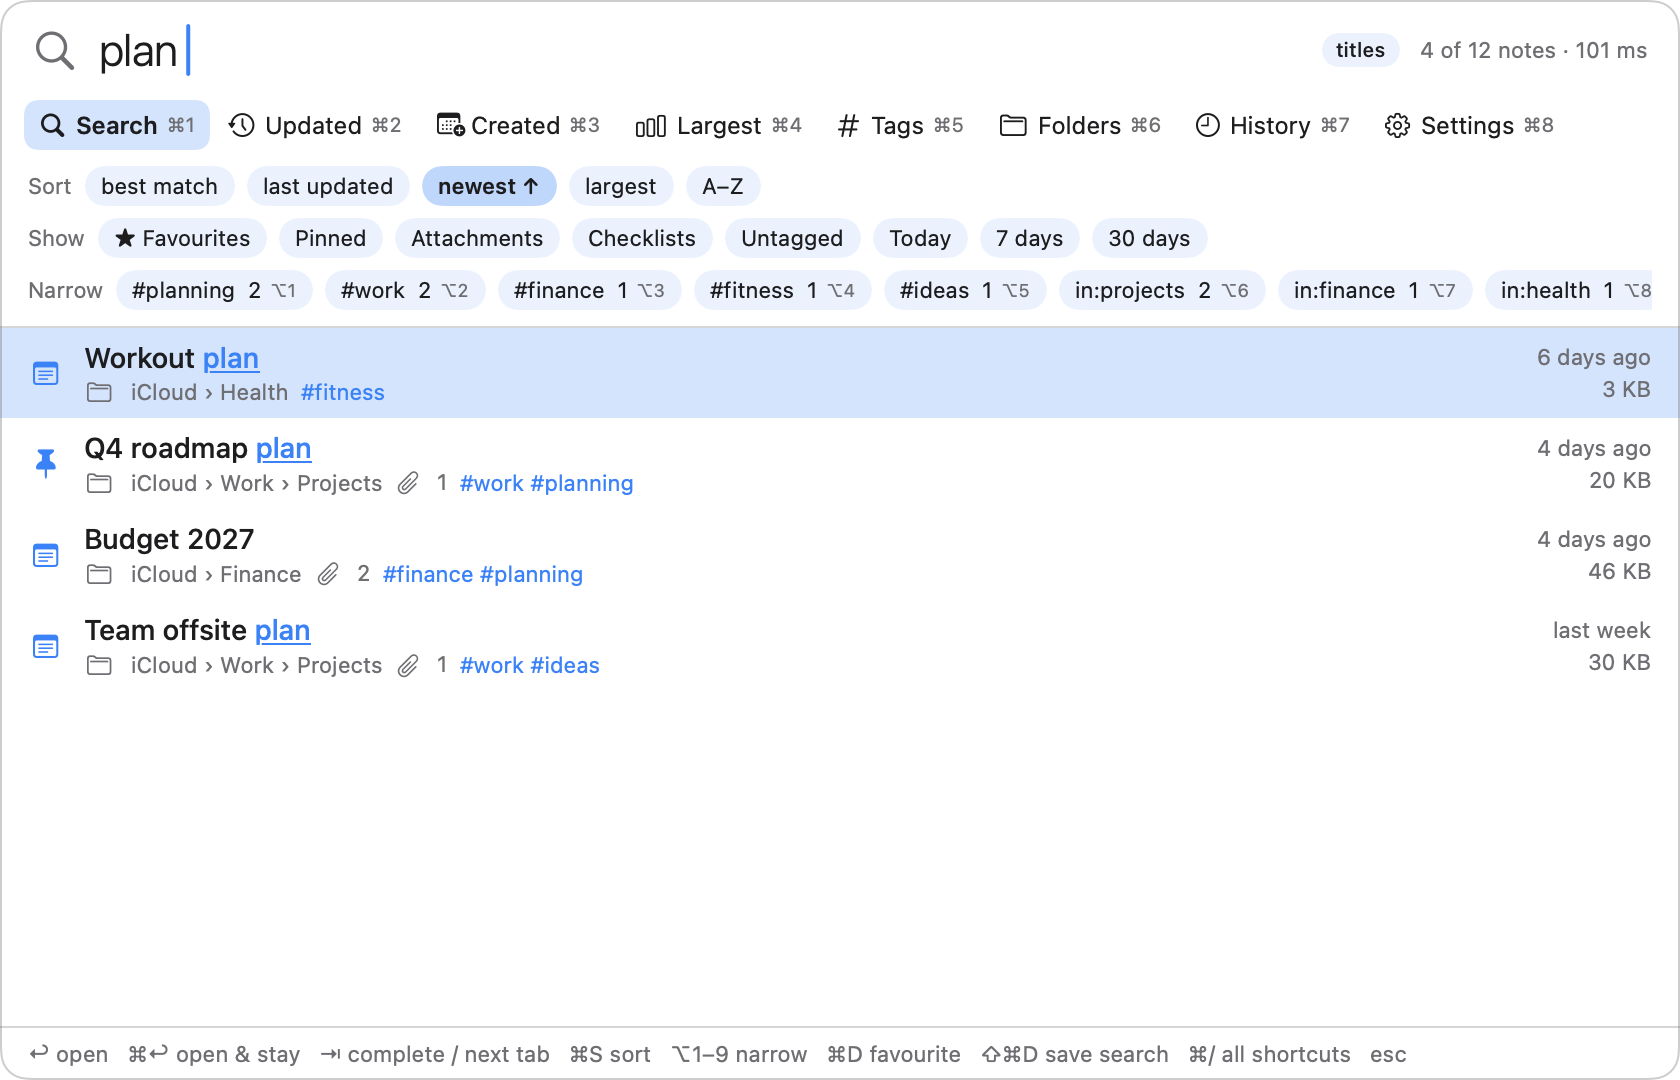 plan
titles 4 of 12 notes · 101 ms
Search ⌘1 Updated ⌘2 Created ⌘3 Largest ⌘4 # Tags ⌘5 Folders ⌘6 History ⌘7 Settings ⌘8
Sort best match last updated newest ↑ largest A–Z
Show ★ Favourites Pinned Attachments Checklists Untagged Today 7 days 30 days
Narrow #planning 2 ⌥1 #work 2 ⌥2 #finance 1 ⌥3 #fitness 1 ⌥4 #ideas 1 ⌥5 in:projects 2 ⌥6 in:finance 1 ⌥7 in:health 1 ⌥8
Workout plan 6 days ago
iCloud › Health #fitness 3 KB
Q4 roadmap plan 4 days ago
iCloud › Work › Projects 1 #work #planning 20 KB
Budget 2027 4 days ago
iCloud › Finance 2 #finance #planning 46 KB
Team offsite plan last week
iCloud › Work › Projects 1 #work #ideas 30 KB
↩ open ⌘↩ open & stay ⇥ complete / next tab ⌘S sort ⌥1–9 narrow ⌘D favourite ⇧⌘D save search ⌘/ all shortcuts esc